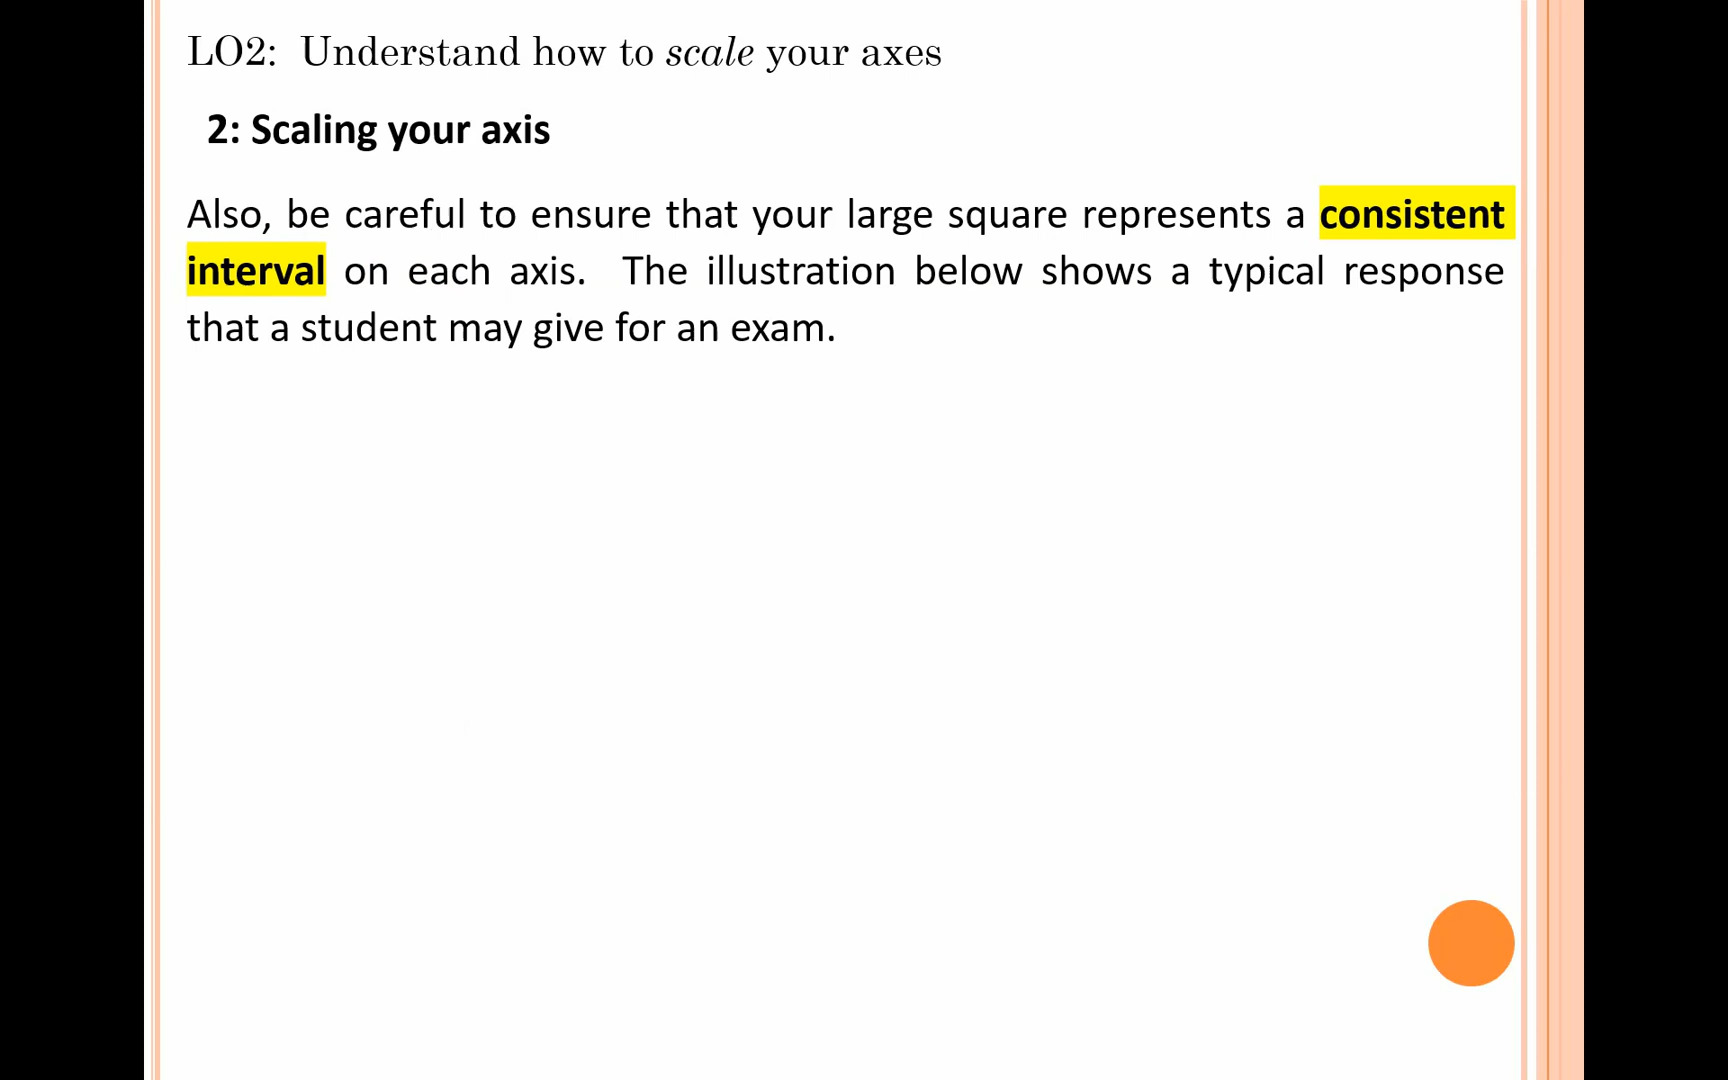 LO2: Understand how to scale your axes
2: Scaling your axis
Also, be careful to ensure that your large square represents a consistent
interval on each axis. The illustration below shows a typical response
that a student may give for an exam.